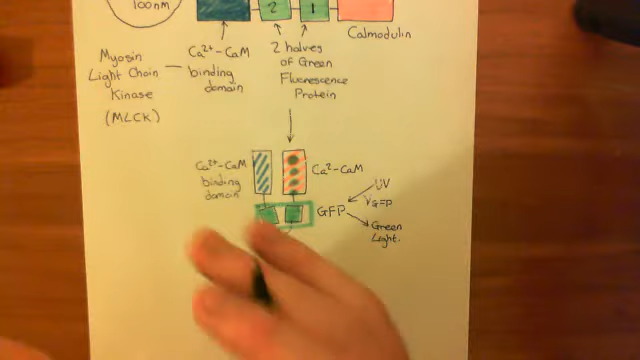 100nm
2
1
Calmodulin
Myosin
Light Chain
Kinase
(MLCK)
Ca²⁺-CaM
binding
domain
2 halves
of Green
Fluorescence
Protein
Ca²⁺-CaM
binding
domain
Ca²-CaM
GFP
UV
γGFP
Green
Light.